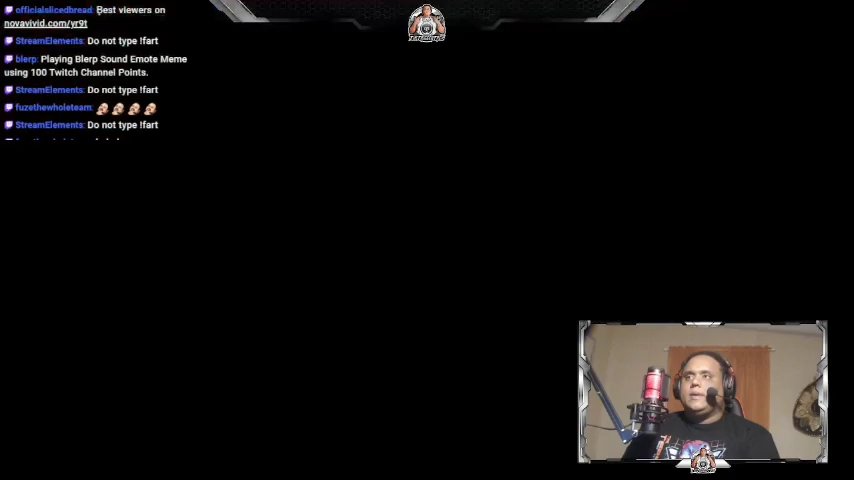 officialslicedbread: Best viewers on
novavivid.com/yr9t
StreamElements: Do not type !fart
blerp: Playing Blerp Sound Emote Meme
using 100 Twitch Channel Points.
StreamElements: Do not type !fart
fuzethewholeteam:
StreamElements: Do not type !fart